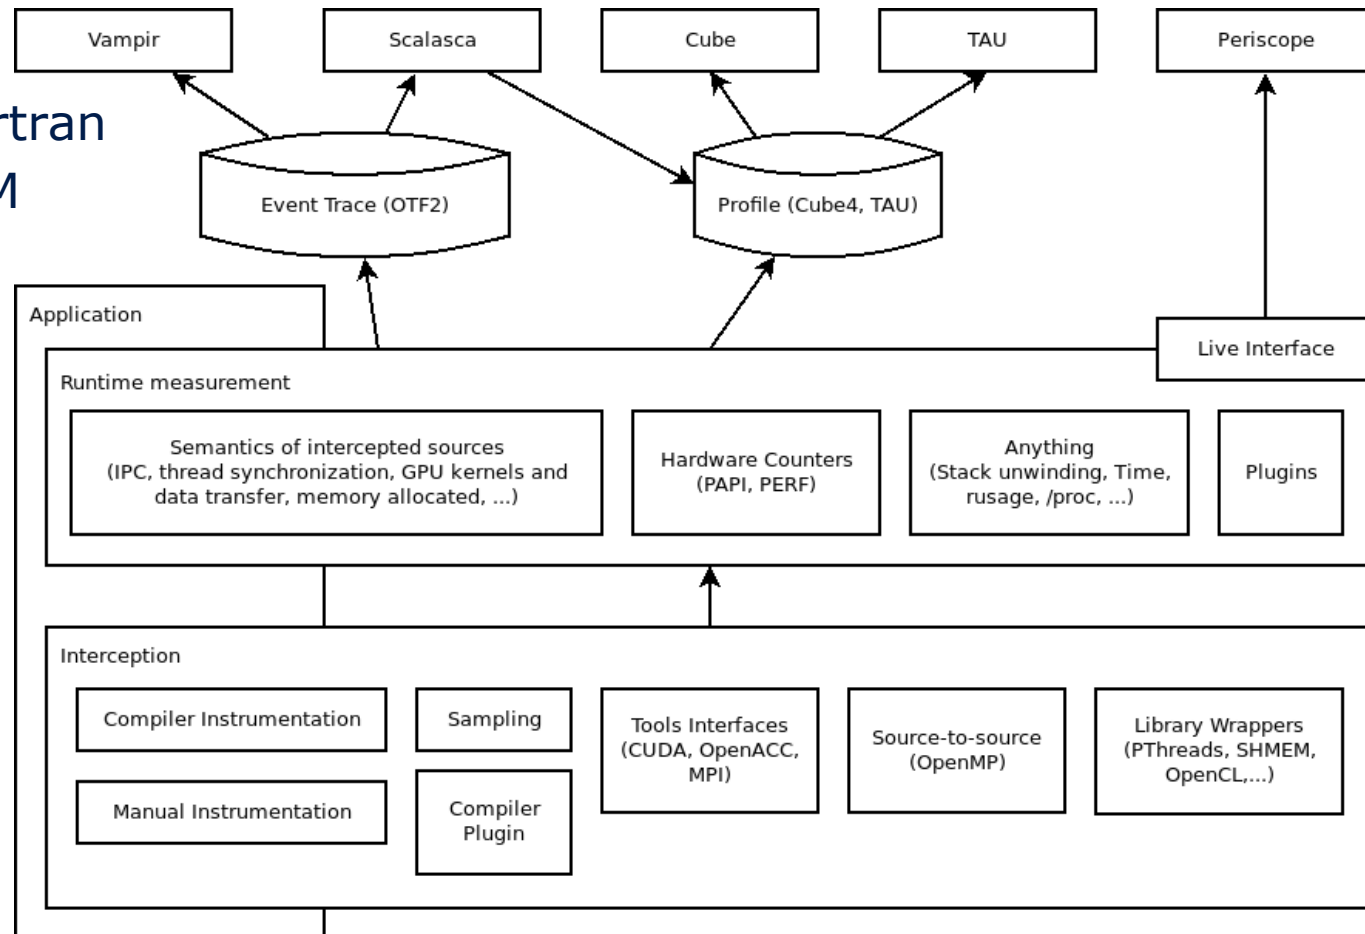 Vampir
Scalasca
Cube
TAU
Periscope
Event Trace (OTF2)
Profile (Cube4, TAU)
Application
Live Interface
Runtime measurement
Semantics of intercepted sources
(IPC, thread synchronization, GPU kernels and
data transfer, memory allocated, ...)
Hardware Counters
(PAPI, PERF)
Anything
(Stack unwinding, Time,
rusage, /proc, ...)
Plugins
Interception
Compiler Instrumentation
Sampling
Tools Interfaces
(CUDA, OpenACC,
MPI)
Source-to-source
(OpenMP)
Library Wrappers
(PThreads, SHMEM,
OpenCL,...)
Manual Instrumentation
Compiler
Plugin